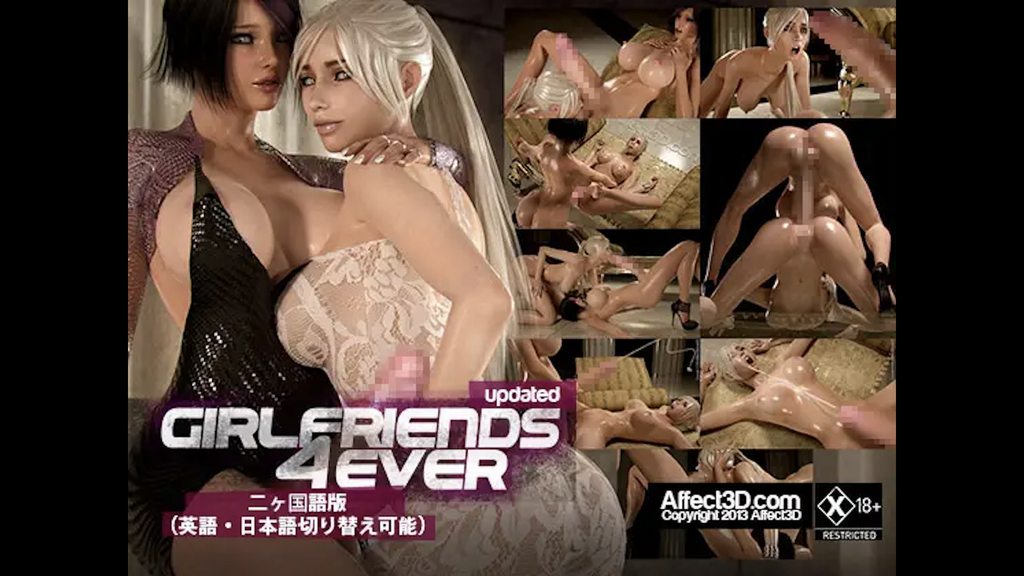 updated
GIRLFRIENDS
4EVER
二ヶ国語版
（英語・日本語切り替え可能）
Affect3D.com
Copyright 2013 Affect3D
X
18+
RESTRICTED